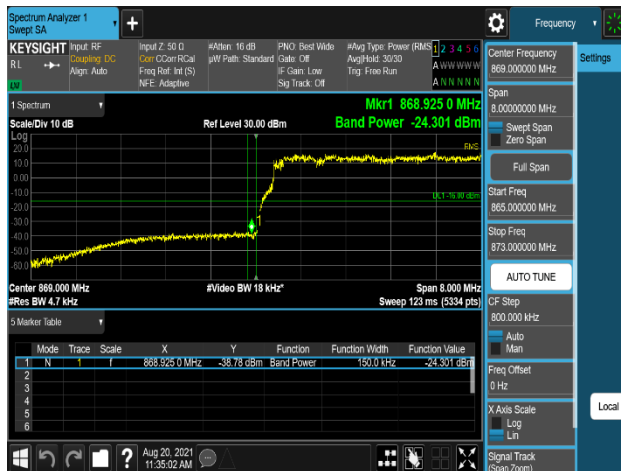 Spectrum Analyzer 1
Swept SA
Frequency
KEYSIGHT
Input: RF
Input Z: 50 Ω
#Atten: 16 dB
PNO: Best Wide
#Avg Type: Power (RMS
1 2 3 4 5 6
RL
Coupling: DC
Corr CCorr RCal
µW Path: Standard
Gate: Off
Avg|Hold: 30/30
A W W W W W
Align: Auto
Freq Ref: Int (S)
IF Gain: Low
Trig: Free Run
NFE: Adaptive
Sig Track: Off
A N N N N N
Settings
Center Frequency
869.000000 MHz
Span
8.00000000 MHz
Swept Span
Zero Span
Full Span
Start Freq
865.000000 MHz
Stop Freq
873.000000 MHz
AUTO TUNE
CF Step
800.000 kHz
Auto
Man
Freq Offset
0 Hz
X Axis Scale
Log
Lin
Local
Signal Track
(Span Zoom)
1 Spectrum
Mkr1 868.925 0 MHz
Scale/Div 10 dB
Ref Level 30.00 dBm
Band Power -24.301 dBm
Log
RMS
20.0
10.0
0.00
-10.0
DL1 -16.90 dBm
-20.0
-30.0
-40.0
-50.0
-60.0
Center 869.000 MHz
#Video BW 18 kHz*
Span 8.000 MHz
#Res BW 4.7 kHz
Sweep 123 ms (5334 pts)
5 Marker Table
Mode Trace Scale X Y Function Function Width Function Value
1 N 1 f 868.925 0 MHz -38.78 dBm Band Power 150.0 kHz -24.301 dBm
2
3
4
5
6
?
Aug 20, 2021
11:35:02 AM